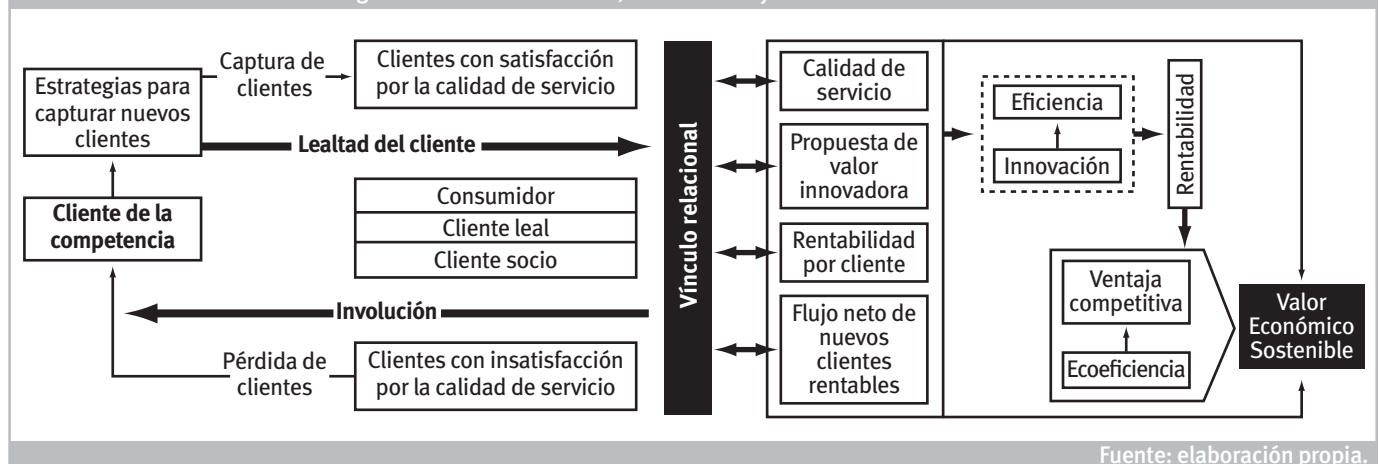 Estrategias para
capturar nuevos
clientes
Captura de
clientes
Clientes con satisfacción
por la calidad de servicio
Lealtad del cliente
Cliente de la
competencia
Consumidor
Cliente leal
Cliente socio
Involución
Pérdida de
clientes
Clientes con insatisfacción
por la calidad de servicio
Vínculo relacional
Calidad de
servicio
Propuesta de
valor
innovadora
Rentabilidad
por cliente
Flujo neto de
nuevos
clientes
rentables
Eficiencia
Innovación
Rentabilidad
Ventaja
competitiva
Ecoeficiencia
Valor
Económico
Sostenible
Fuente: elaboración propia.